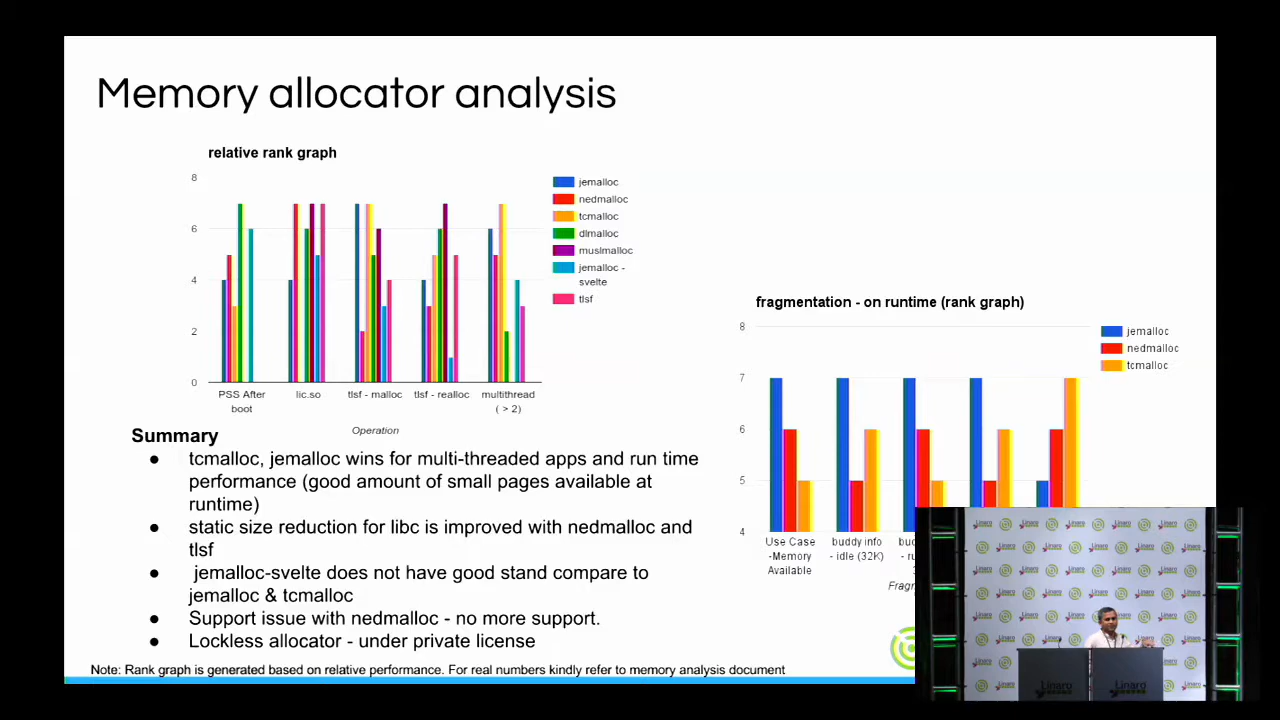 Memory allocator analysis
relative rank graph
8
6
4
2
0
PSS After boot
lic.so
tlsf - malloc
tlsf - realloc
multithread ( > 2)
Operation
jemalloc
nedmalloc
tcmalloc
dlmalloc
muslmalloc
jemalloc - svelte
tlsf
fragmentation - on runtime (rank graph)
8
7
6
5
4
Use Case -Memory Available
buddy info - idle (32K)
jemalloc
nedmalloc
tcmalloc
Summary
● tcmalloc, jemalloc wins for multi-threaded apps and run time
performance (good amount of small pages available at
runtime)
● static size reduction for libc is improved with nedmalloc and
tlsf
● jemalloc-svelte does not have good stand compare to
jemalloc & tcmalloc
● Support issue with nedmalloc - no more support.
● Lockless allocator - under private license
Note: Rank graph is generated based on relative performance. For real numbers kindly refer to memory analysis document
Linaro
Linaro